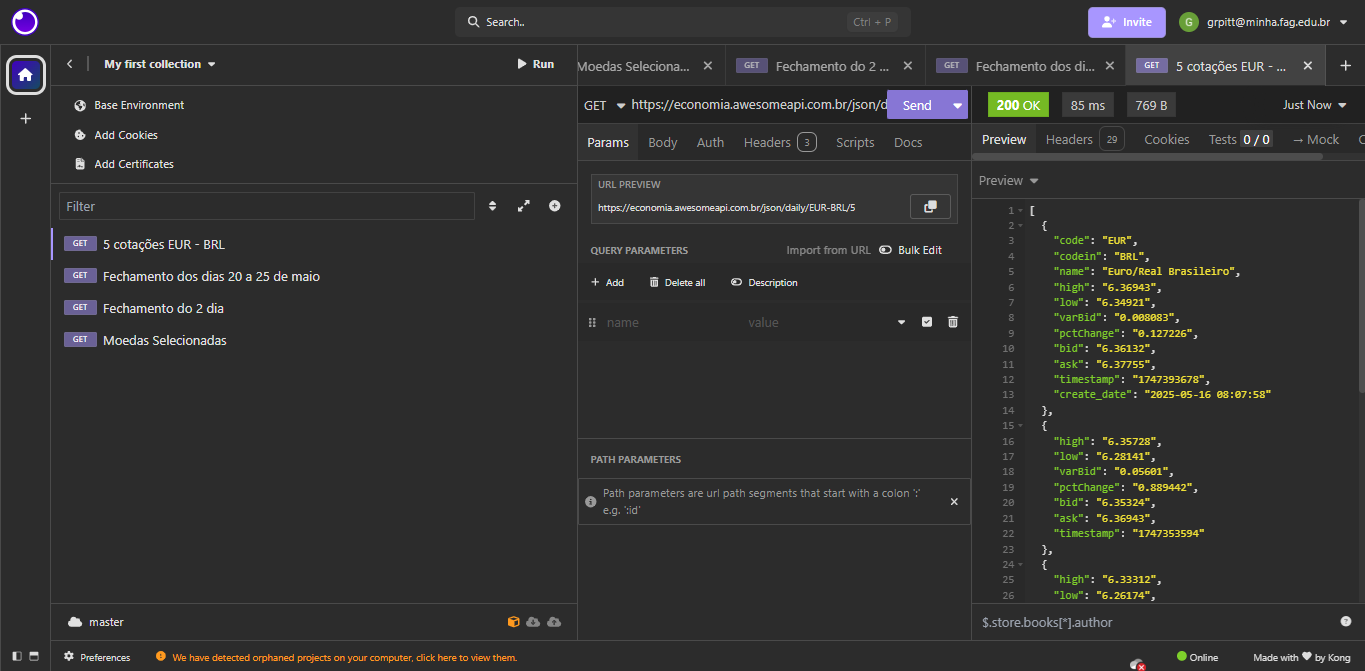 Search..
Ctrl + P
Invite
G
grpitt@minha.fag.edu.br
My first collection
Run
Base Environment
Add Cookies
Add Certificates
Filter
GET 5 cotações EUR - BRL
GET Fechamento dos dias 20 a 25 de maio
GET Fechamento do 2 dia
GET Moedas Selecionadas
master
Moedas Seleciona...
GET Fechamento do 2 ...
GET Fechamento dos di...
GET 5 cotações EUR - ...
GET https://economia.awesomeapi.com.br/json/d
Send
Params Body Auth Headers 3 Scripts Docs
URL PREVIEW
https://economia.awesomeapi.com.br/json/daily/EUR-BRL/5
QUERY PARAMETERS Import from URL Bulk Edit
Add Delete all Description
name value
PATH PARAMETERS
Path parameters are url path segments that start with a colon ':'
e.g. ':id'
200 OK 85 ms 769 B Just Now
Preview Headers 29 Cookies Tests 0 / 0 → Mock
Preview
1 [
2 {
3 "code": "EUR",
4 "codein": "BRL",
5 "name": "Euro/Real Brasileiro",
6 "high": "6.36943",
7 "low": "6.34921",
8 "varBid": "0.008083",
9 "pctChange": "0.127226",
10 "bid": "6.36132",
11 "ask": "6.37755",
12 "timestamp": "1747393678",
13 "create_date": "2025-05-16 08:07:58"
14 },
15 {
16 "high": "6.35728",
17 "low": "6.28141",
18 "varBid": "0.05601",
19 "pctChange": "0.889442",
20 "bid": "6.35324",
21 "ask": "6.36943",
22 "timestamp": "1747353594"
23 },
24 {
25 "high": "6.33312",
26 "low": "6.26174",
$.store.books[*].author
Preferences
We have detected orphaned projects on your computer, click here to view them.
Online
Made with ♥ by Kong